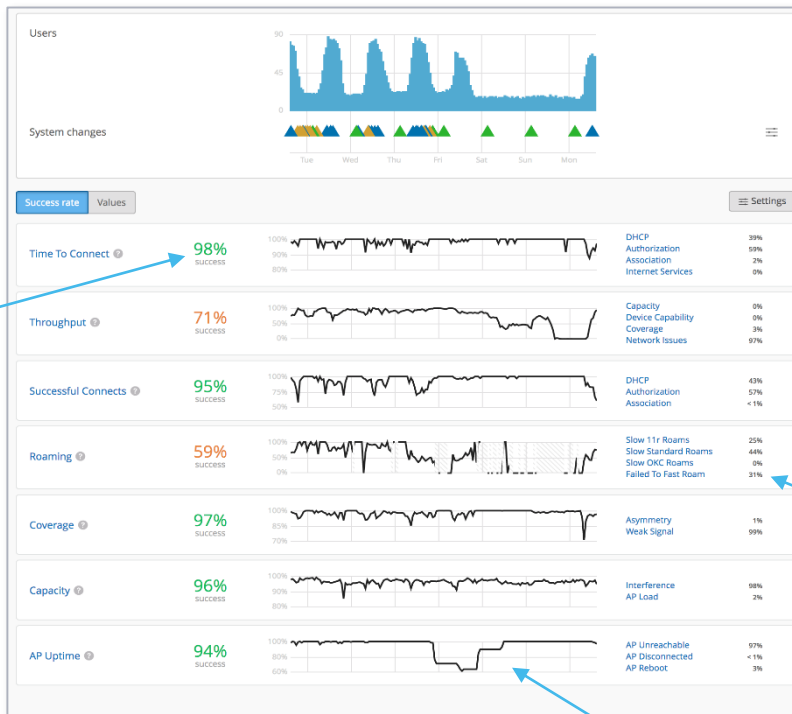 Users
90
45
0
System changes
Tue Wed Thu Fri Sat Sun Mon
Success rate Values Settings
Time To Connect ?
98%
success
100%
90%
80%
DHCP 39%
Authorization 59%
Association 2%
Internet Services 0%
Throughput ?
71%
success
100%
50%
0%
Capacity 0%
Device Capability 0%
Coverage 3%
Network Issues 97%
Successful Connects ?
95%
success
100%
75%
50%
DHCP 43%
Authorization 57%
Association < 1%
Roaming ?
59%
success
100%
50%
0%
Slow 11r Roams 25%
Slow Standard Roams 44%
Slow OKC Roams 0%
Failed To Fast Roam 31%
Coverage ?
97%
success
100%
85%
70%
Asymmetry 1%
Weak Signal 99%
Capacity ?
96%
success
100%
90%
80%
Interference 98%
AP Load 2%
AP Uptime ?
94%
success
100%
80%
60%
AP Unreachable 97%
AP Disconnected < 1%
AP Reboot 3%